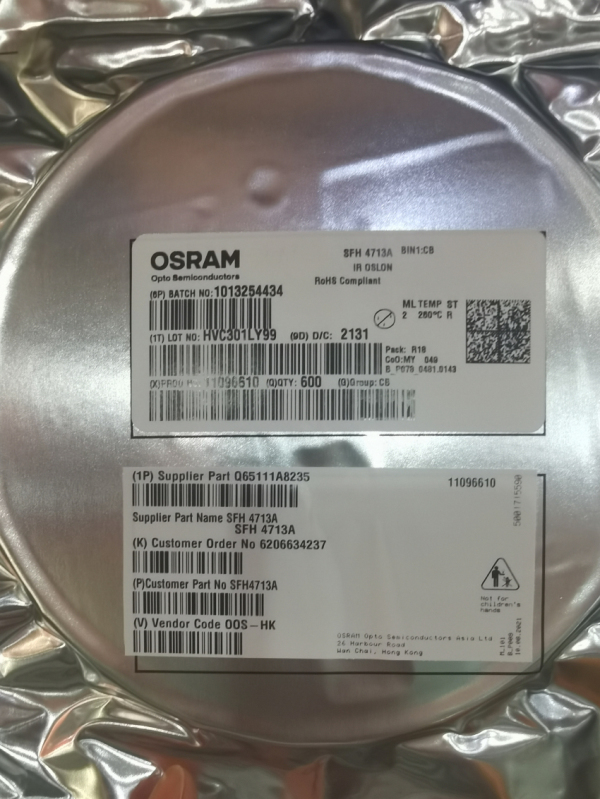 OSRAM
Opto Semiconductors
SFH 4713A BIN1:CB
IR OSLON
RoHS Compliant
(6P) BATCH NO:1013254434
ML TEMP ST
2 260°C R
(1T) LOT NO: HVC301LY99 (9D) D/C: 2131
Pack: R18
CoO:MY 049
(X)PROD 11096610 (Q)QTY: 600 (G)Group: CB
(1P) Supplier Part Q65111A8235
11096610
Supplier Part Name SFH 4713A
SFH 4713A
(K) Customer Order No 6206634237
(P)Customer Part No SFH4713A
(V) Vendor Code OOS-HK
Not for
children's
hands
OSRAM Opto Semiconductors Asia Ltd
26 Harbour Road
Wan Chai, Hong Kong